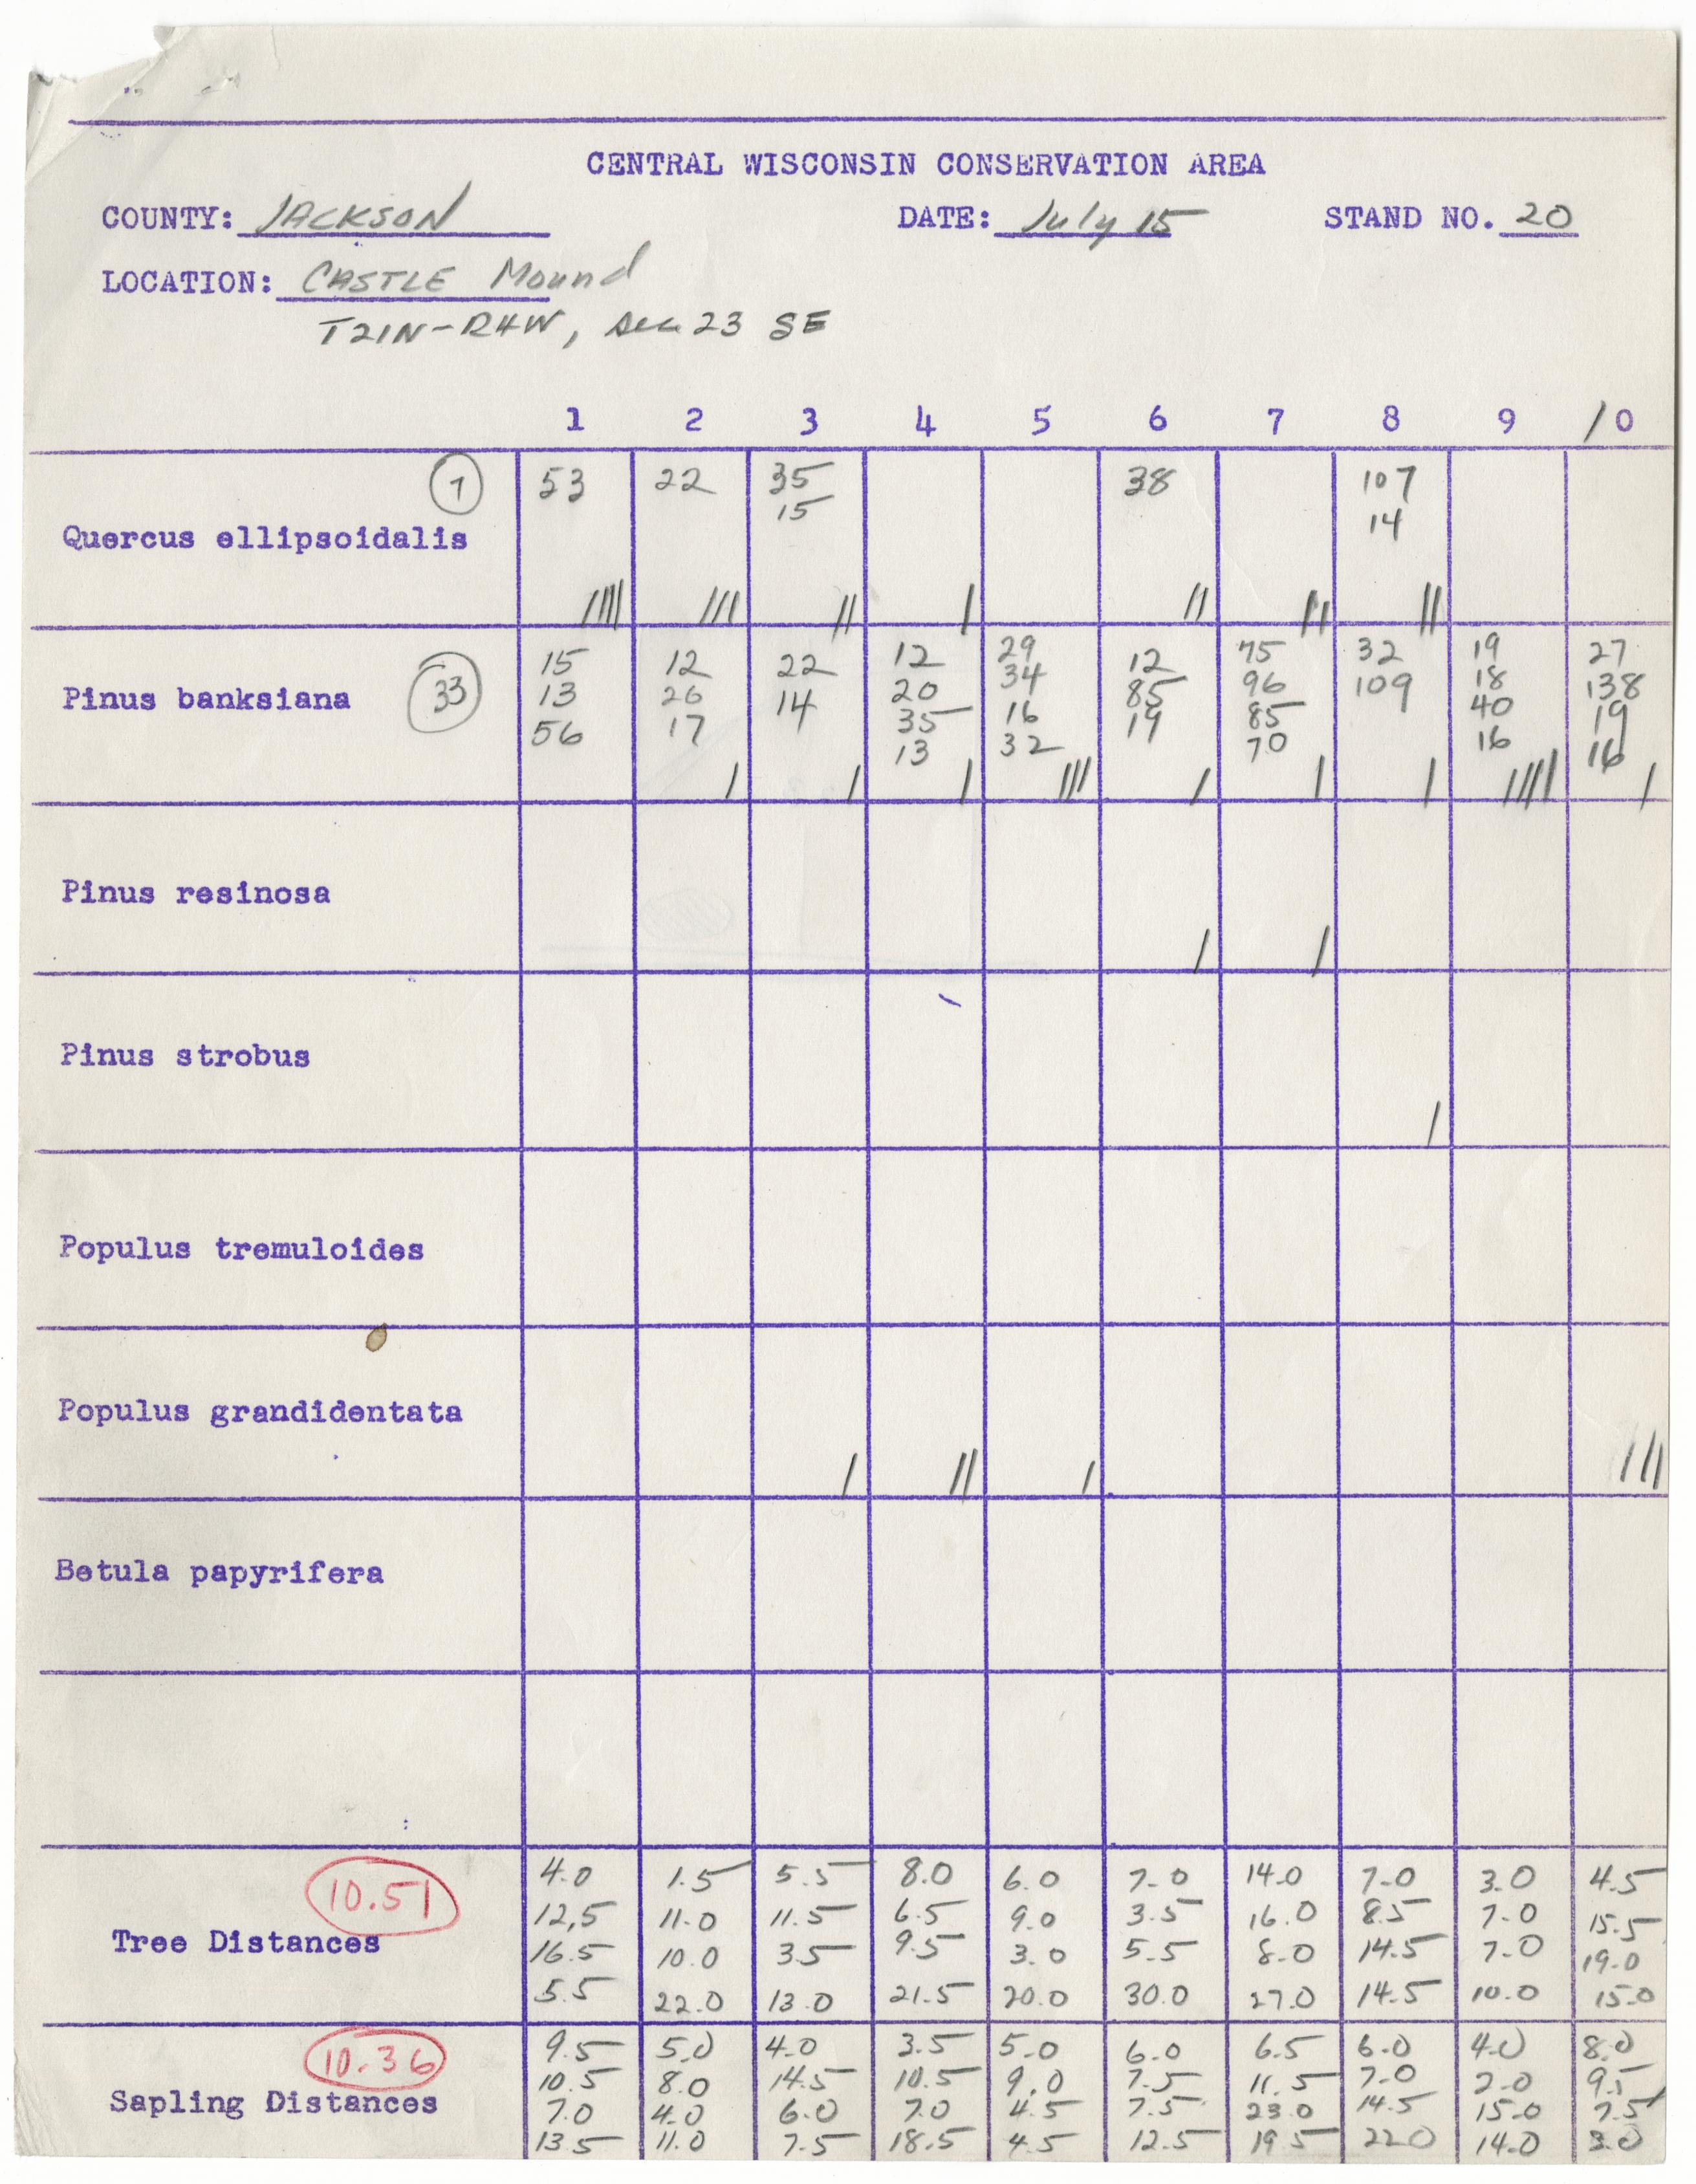 CENTRAL WISCONSIN CONSERVATION AREA
COUNTY: JACKSON DATE: July 15 STAND NO. 20
LOCATION: CASTLE Mound
T21N-R4W, Sec 23 SE
1 2 3 4 5 6 7 8 9 10
7 53 22 35 38 107
15 14
Quercus ellipsoidalis
//// /// // / // // //
15 12 22 12 29 12 75 32 19 27
Pinus banksiana 33 13 26 14 20 34 85 96 109 18 138
56 17 35 16 19 85 40 19
13 32 70 16 16
/ / / /// / / / //// /
Pinus resinosa
/ /
Pinus strobus
/
Populus tremuloides
Populus grandidentata
/ // / ///
Betula papyrifera
4.0 1.5 5.5 8.0 6.0 7.0 14.0 7.0 3.0 4.5
10.51 12.5 11.0 11.5 6.5 9.0 3.5 16.0 8.5 7.0 15.5
Tree Distances 16.5 10.0 3.5 9.5 3.0 5.5 8.0 14.5 7.0 19.0
5.5 22.0 13.0 21.5 20.0 30.0 27.0 14.5 10.0 15.0
10.36 9.5 5.0 4.0 3.5 5.0 6.0 6.5 6.0 4.0 8.0
10.5 8.0 14.5 10.5 9.0 7.5 11.5 7.0 2.0 9.5
Sapling Distances 7.0 4.0 6.0 7.0 4.5 7.5 23.0 14.5 15.0 7.5
13.5 11.0 7.5 18.5 4.5 12.5 19.5 22.0 14.0 3.0